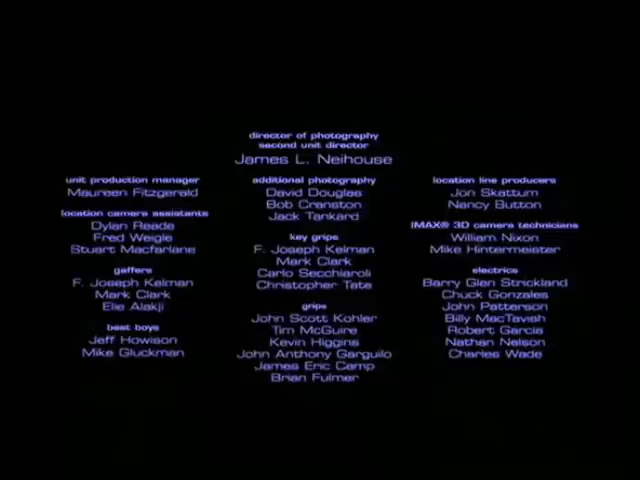 director of photography
second unit director
James L. Neihouse
unit production manager
Maureen Fitzgerald
location camera assistants
Dylan Reade
Fred Weigle
Stuart Macfarlane
gaffers
F. Joseph Kelman
Mark Clark
Elie Alakji
best boys
Jeff Howison
Mike Gluckman
additional photography
David Douglas
Bob Cranston
Jack Tankard
key grips
F. Joseph Kelman
Mark Clark
Carlo Secchiaroli
Christopher Tate
grips
John Scott Kohler
Tim McGuire
Kevin Higgins
John Anthony Garguilo
James Eric Camp
Brian Fulmer
location line producers
Jon Skattum
Nancy Button
IMAX® 3D camera technicians
William Nixon
Mike Hintermeister
electrics
Barry Glen Strickland
Chuck Gonzales
John Patterson
Billy MacTavish
Robert Garcia
Nathan Nelson
Charles Wade